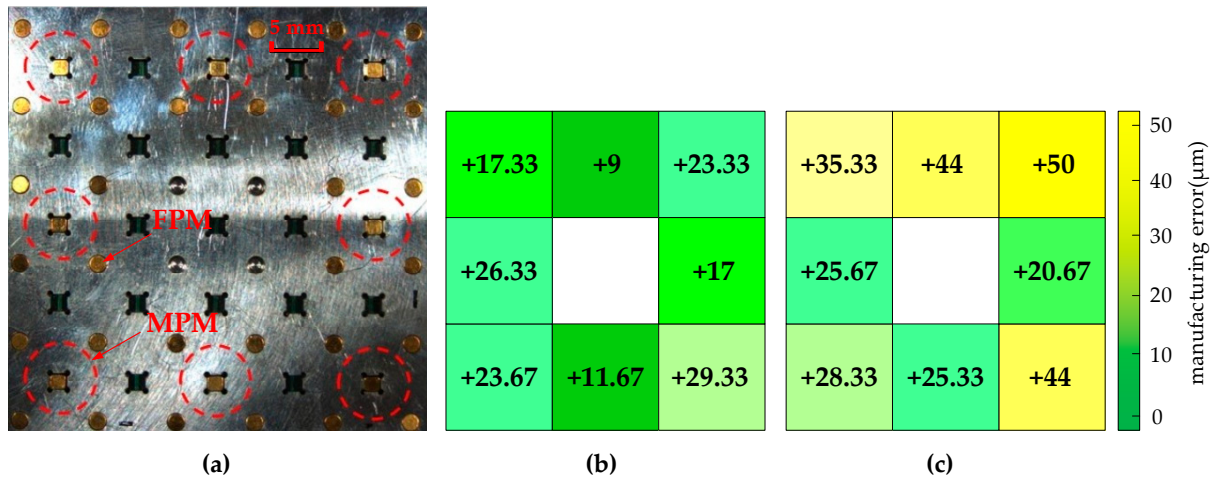 5 mm
FPM
MPM
+17.33 +9 +23.33
+26.33 +17
+23.67 +11.67 +29.33
+35.33 +44 +50
+25.67 +20.67
+28.33 +25.33 +44
50
40
30
20
10
0
manufacturing error(μm)
(a) (b) (c)